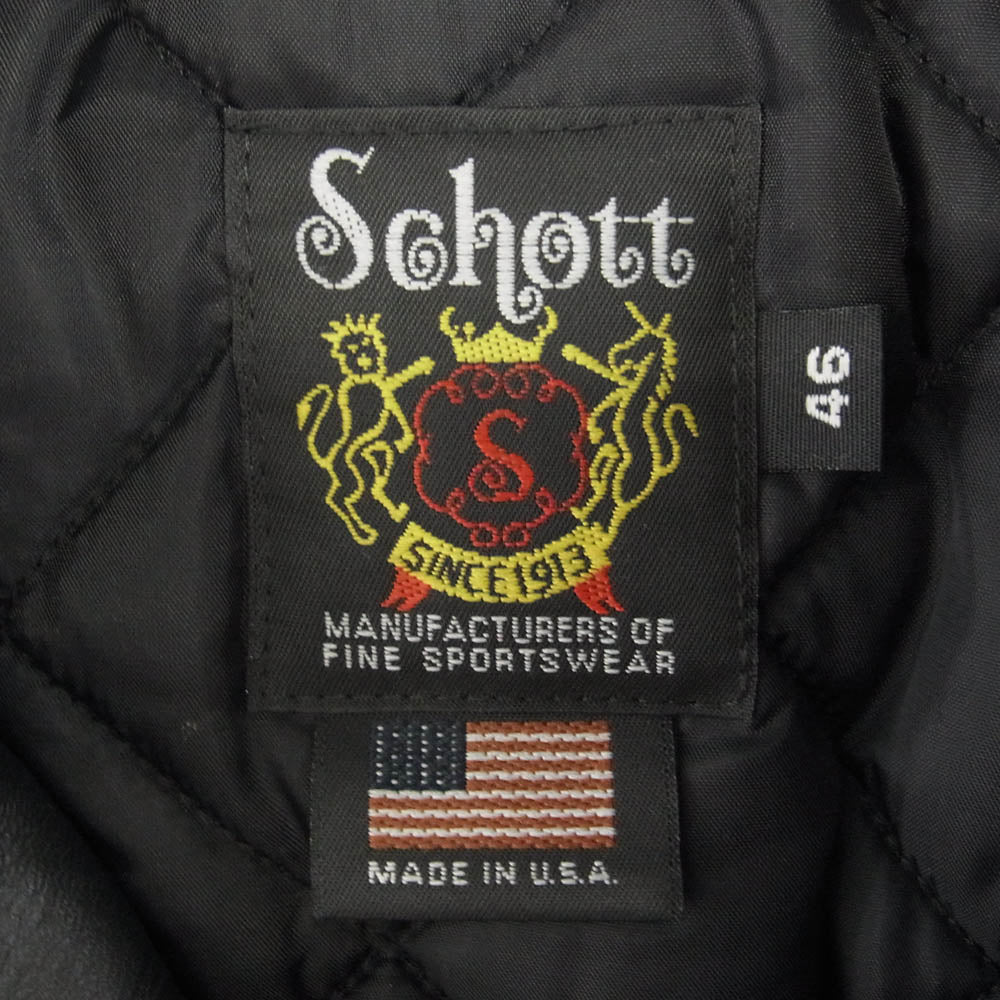 Schott
46
S
SINCE 1913
MANUFACTURERS OF
FINE SPORTSWEAR
MADE IN U.S.A.